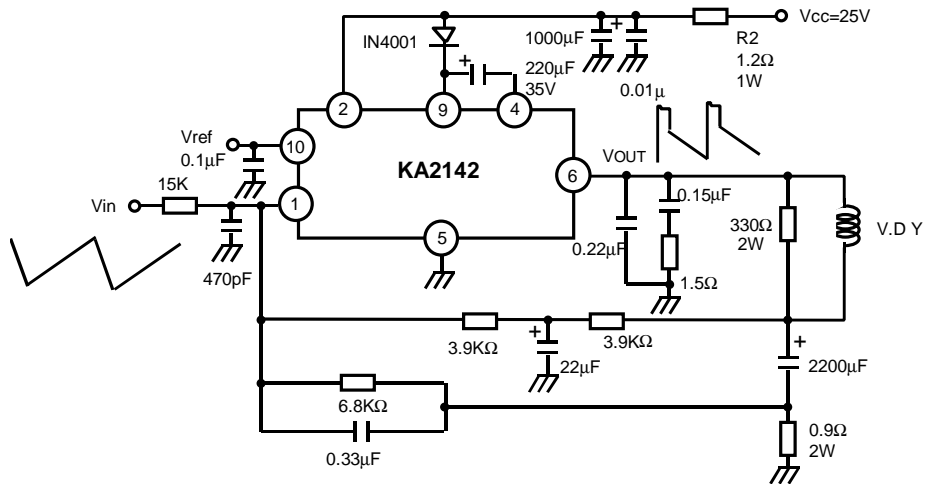 Vcc=25V
IN4001
1000μF
+
R2
1.2Ω
1W
+
220μF
35V
0.01μ
2
9
4
Vref
10
0.1μF
KA2142
VOUT
6
15K
Vin
1
0.15μF
330Ω
2W
V.D Y
5
0.22μF
470pF
1.5Ω
3.9KΩ
+
22μF
3.9KΩ
+
2200μF
6.8KΩ
0.33μF
0.9Ω
2W